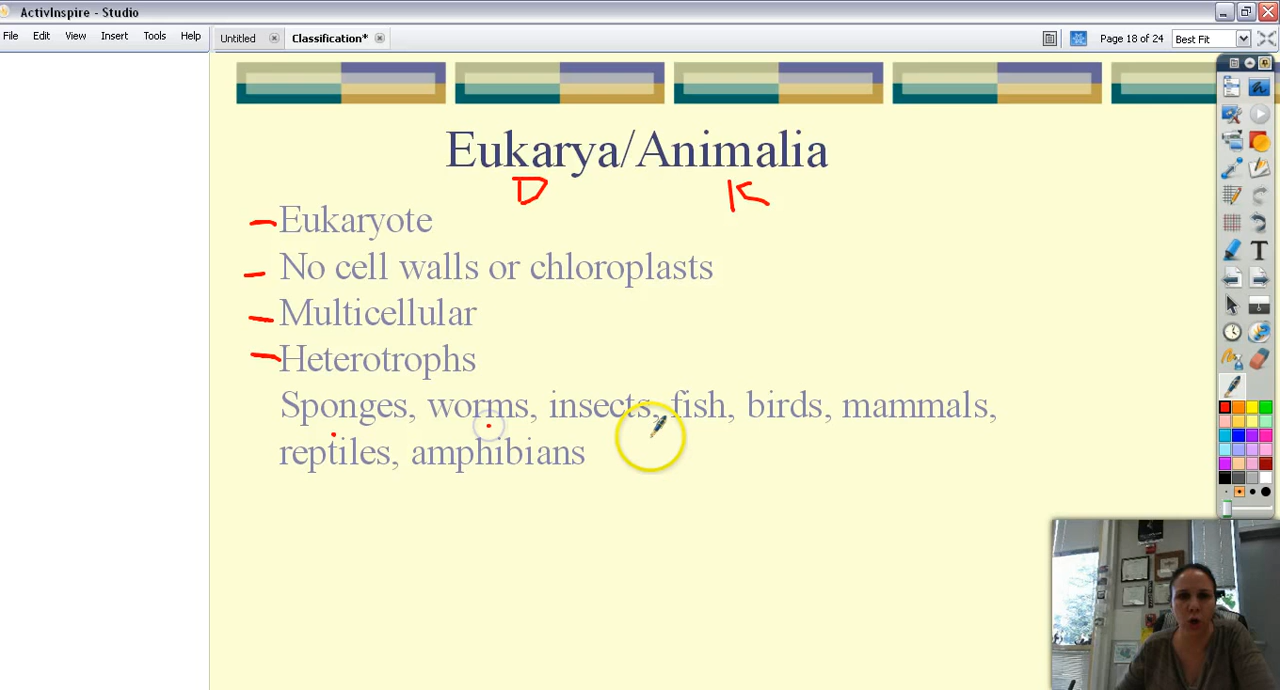 ActivInspire - Studio
File Edit View Insert Tools Help
Untitled Classification* Page 18 of 24 Best Fit
Eukarya/Animalia
D K
Eukaryote
No cell walls or chloroplasts
Multicellular
Heterotrophs
Sponges, worms, insects, fish, birds, mammals,
reptiles, amphibians